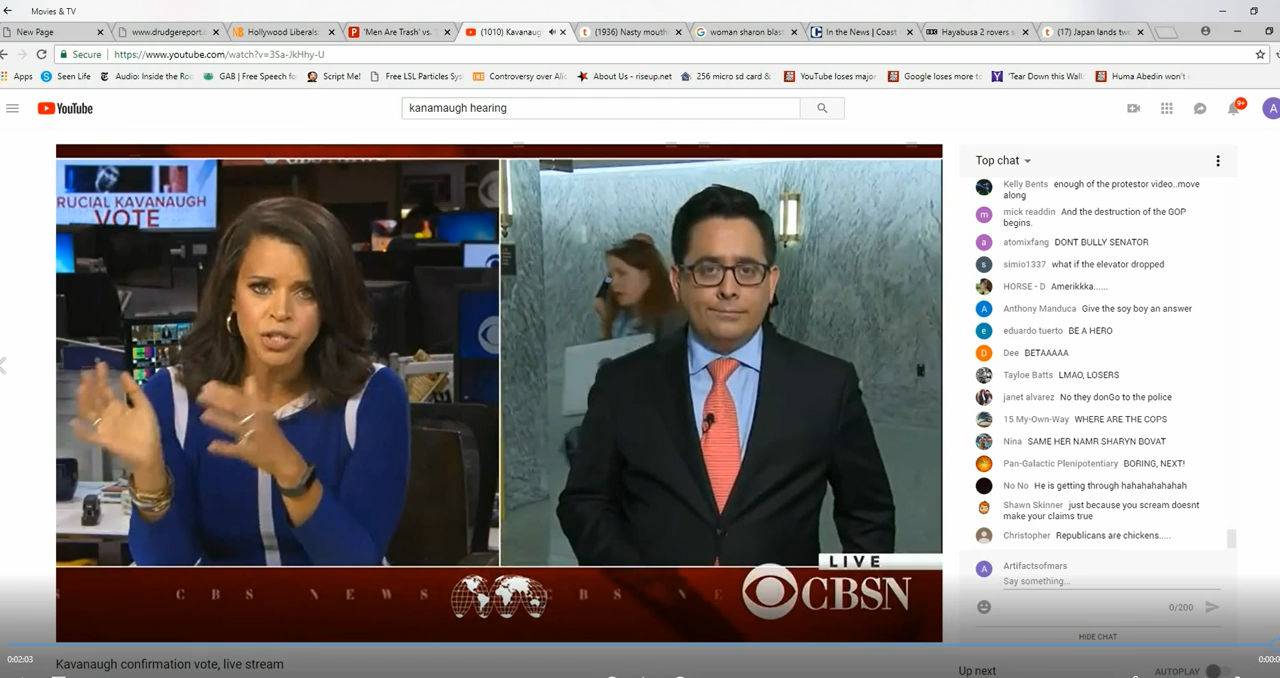 Movies & TV
New Page
www.drudgereport.c
Hollywood Liberals:
'Men Are Trash' vs. T
(1010) Kavanaug
(1936) Nasty mouth
woman sharon blas
In the News | Coast
Hayabusa 2 rovers s
(17) Japan lands tw
Secure
https://www.youtube.com/watch?v=3Sa-JkHhy-U
Apps
Seen Life
Audio: Inside the Ro
GAB | Free Speech fo
Script Me!
Free LSL Particles Sy
Controversy over Ali
About Us - riseup.net
256 micro sd card &
YouTube loses major
Google loses more to
'Tear Down this Wall
Huma Abedin won't
YouTube
kanamaugh hearing
9+
A
CBS NEWS
RUCIAL KAVANAUGH
VOTE
LIVE
CBS NEWS
B S N E
CBSN
Top chat
Kelly Bents enough of the protestor video..move
along
mick readdin And the destruction of the GOP
begins.
atomixfang DONT BULLY SENATOR
simio1337 what if the elevator dropped
HORSE - D Amerikkka......
Anthony Manduca Give the soy boy an answer
eduardo tuerto BE A HERO
Dee BETAAAAA
Tayloe Batts LMAO, LOSERS
janet alvarez No they donGo to the police
15 My-Own-Way WHERE ARE THE COPS
Nina SAME HER NAMR SHARYN BOVAT
Pan-Galactic Plenipotentiary BORING, NEXT!
No No He is getting through hahahahahahah
Shawn Skinner just because you scream doesnt
make your claims true
Christopher Republicans are chickens.....
Artifactsofmars
Say something...
0/200
HIDE CHAT
0:02:03
0:00:0
Kavanaugh confirmation vote, live stream
Up next
AUTOPLAY